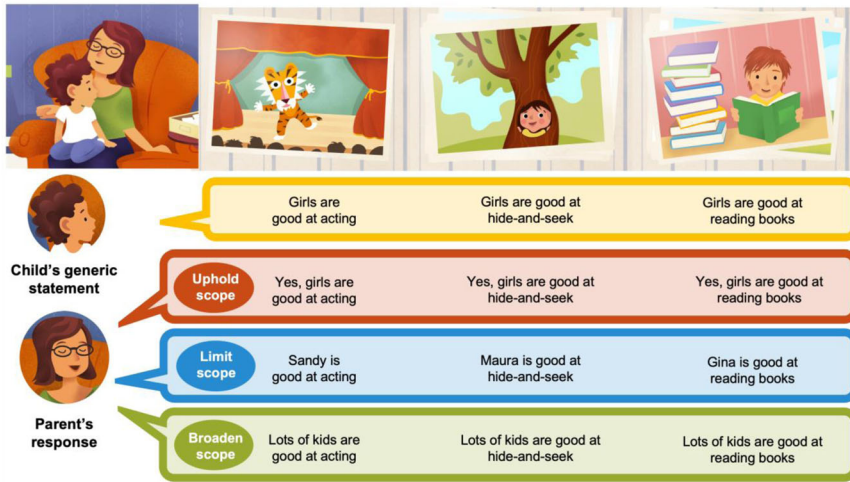 Girls are
good at acting
Girls are good at
hide-and-seek
Girls are good at
reading books
Child's generic
statement
Uphold
scope
Yes, girls are
good at acting
Yes, girls are good at
hide-and-seek
Yes, girls are good at
reading books
Limit
scope
Sandy is
good at acting
Maura is good at
hide-and-seek
Gina is good at
reading books
Parent's
response
Broaden
scope
Lots of kids are
good at acting
Lots of kids are good at
hide-and-seek
Lots of kids are good at
reading books